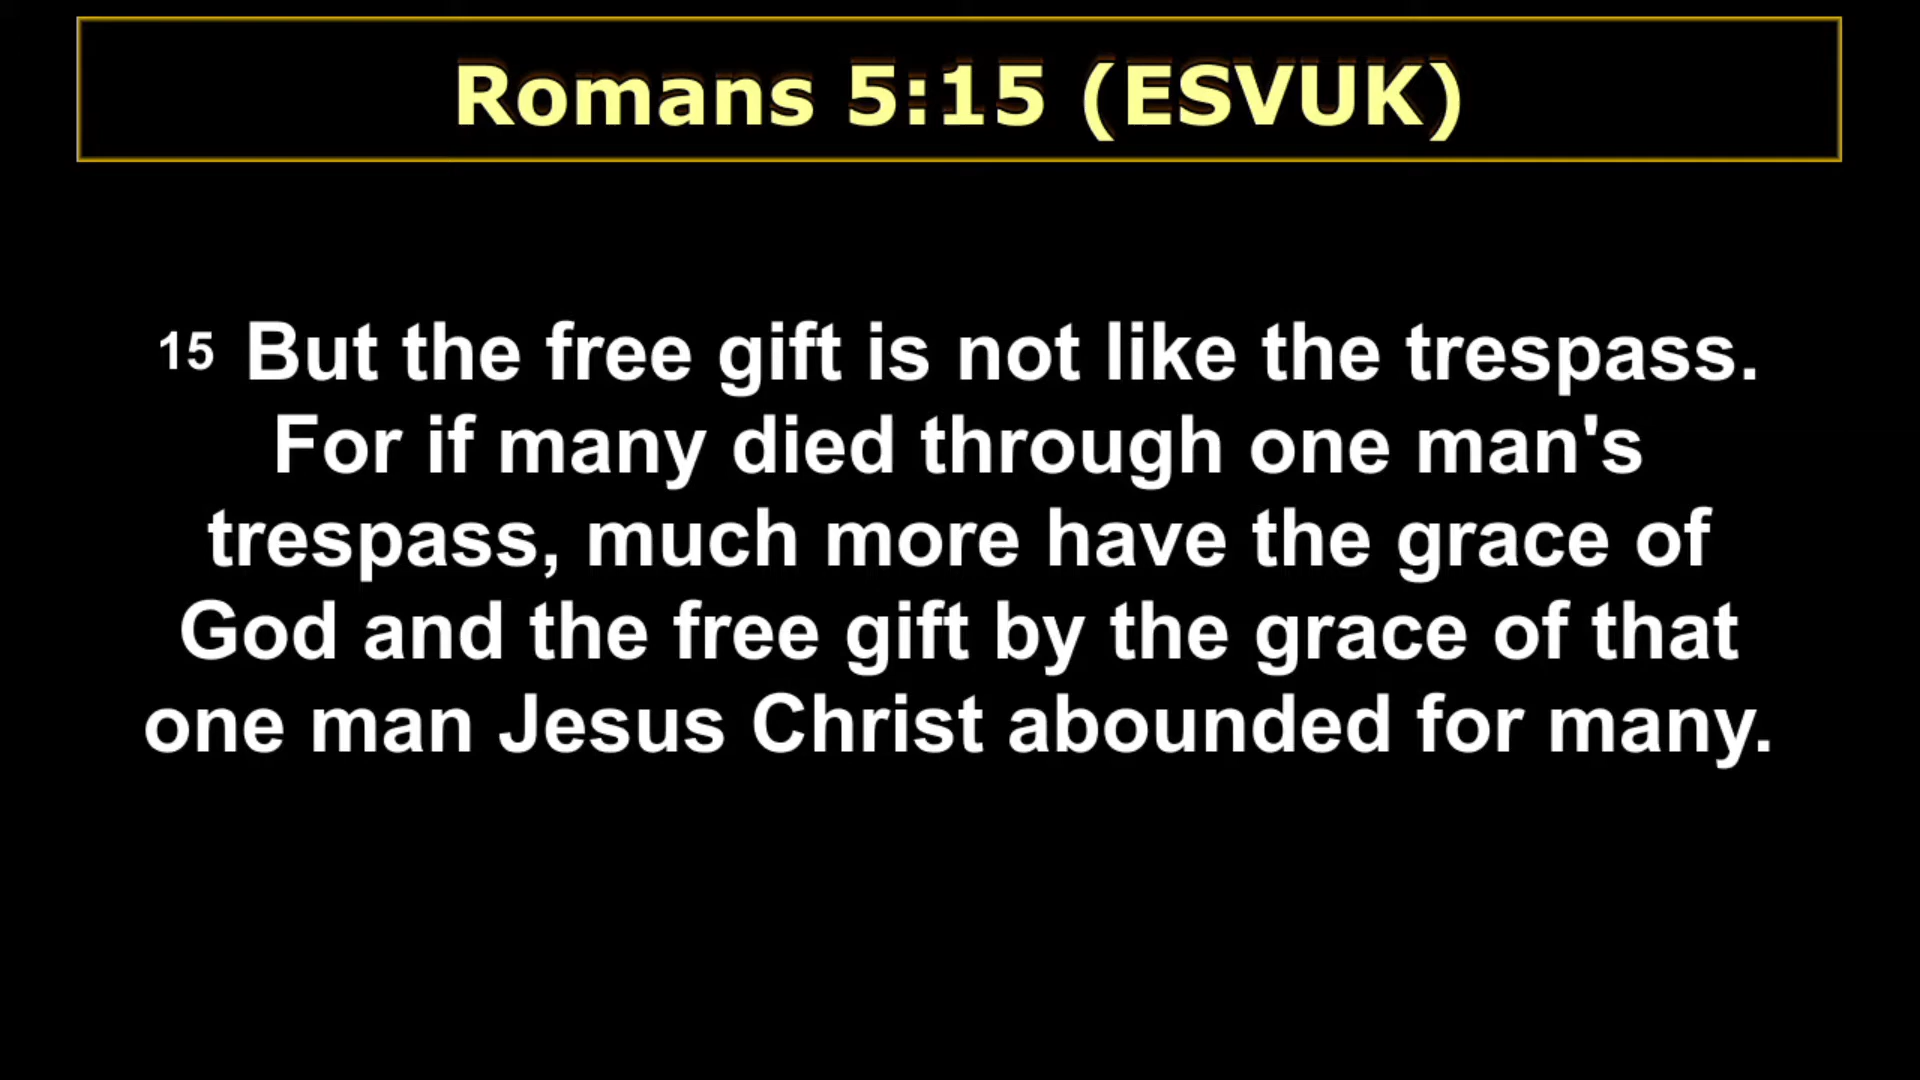 Romans 5:15 (ESVUK)
15 But the free gift is not like the trespass.
For if many died through one man's
trespass, much more have the grace of
God and the free gift by the grace of that
one man Jesus Christ abounded for many.